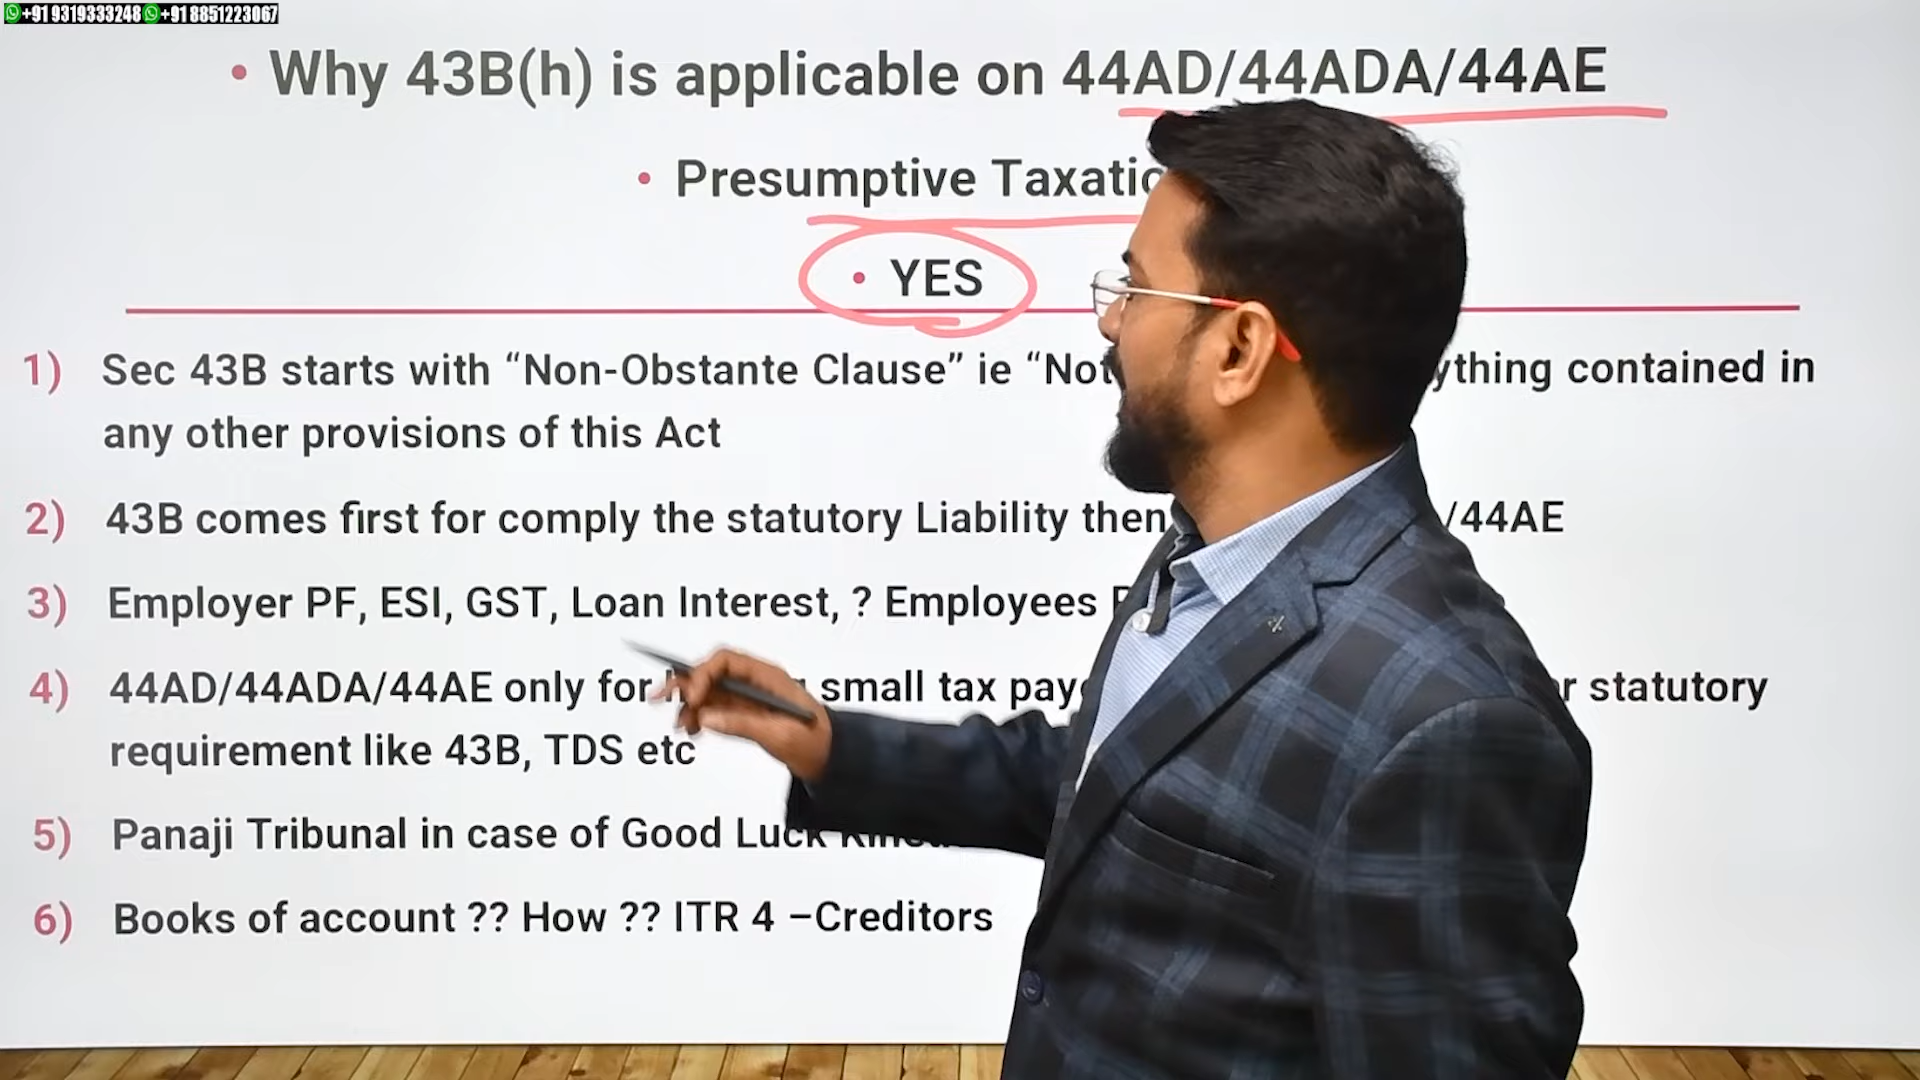 +91 9319333248 +91 8851223067
• Why 43B(h) is applicable on 44AD/44ADA/44AE
• Presumptive
• YES
1) Sec 43B starts with “Non-Obstante Clause” ie “ contained in
any other provisions of this Act
2) 43B comes first for comply the statutory Liability then /44AE
3) Employer PF, ESI, GST, Loan Interest, ? Employees
4) 44AD/44ADA/44AE only for small tax statutory
requirement like 43B, TDS etc
5) Panaji Tribunal in case of Good Luck
6) Books of account ?? How ?? ITR 4 –Creditors